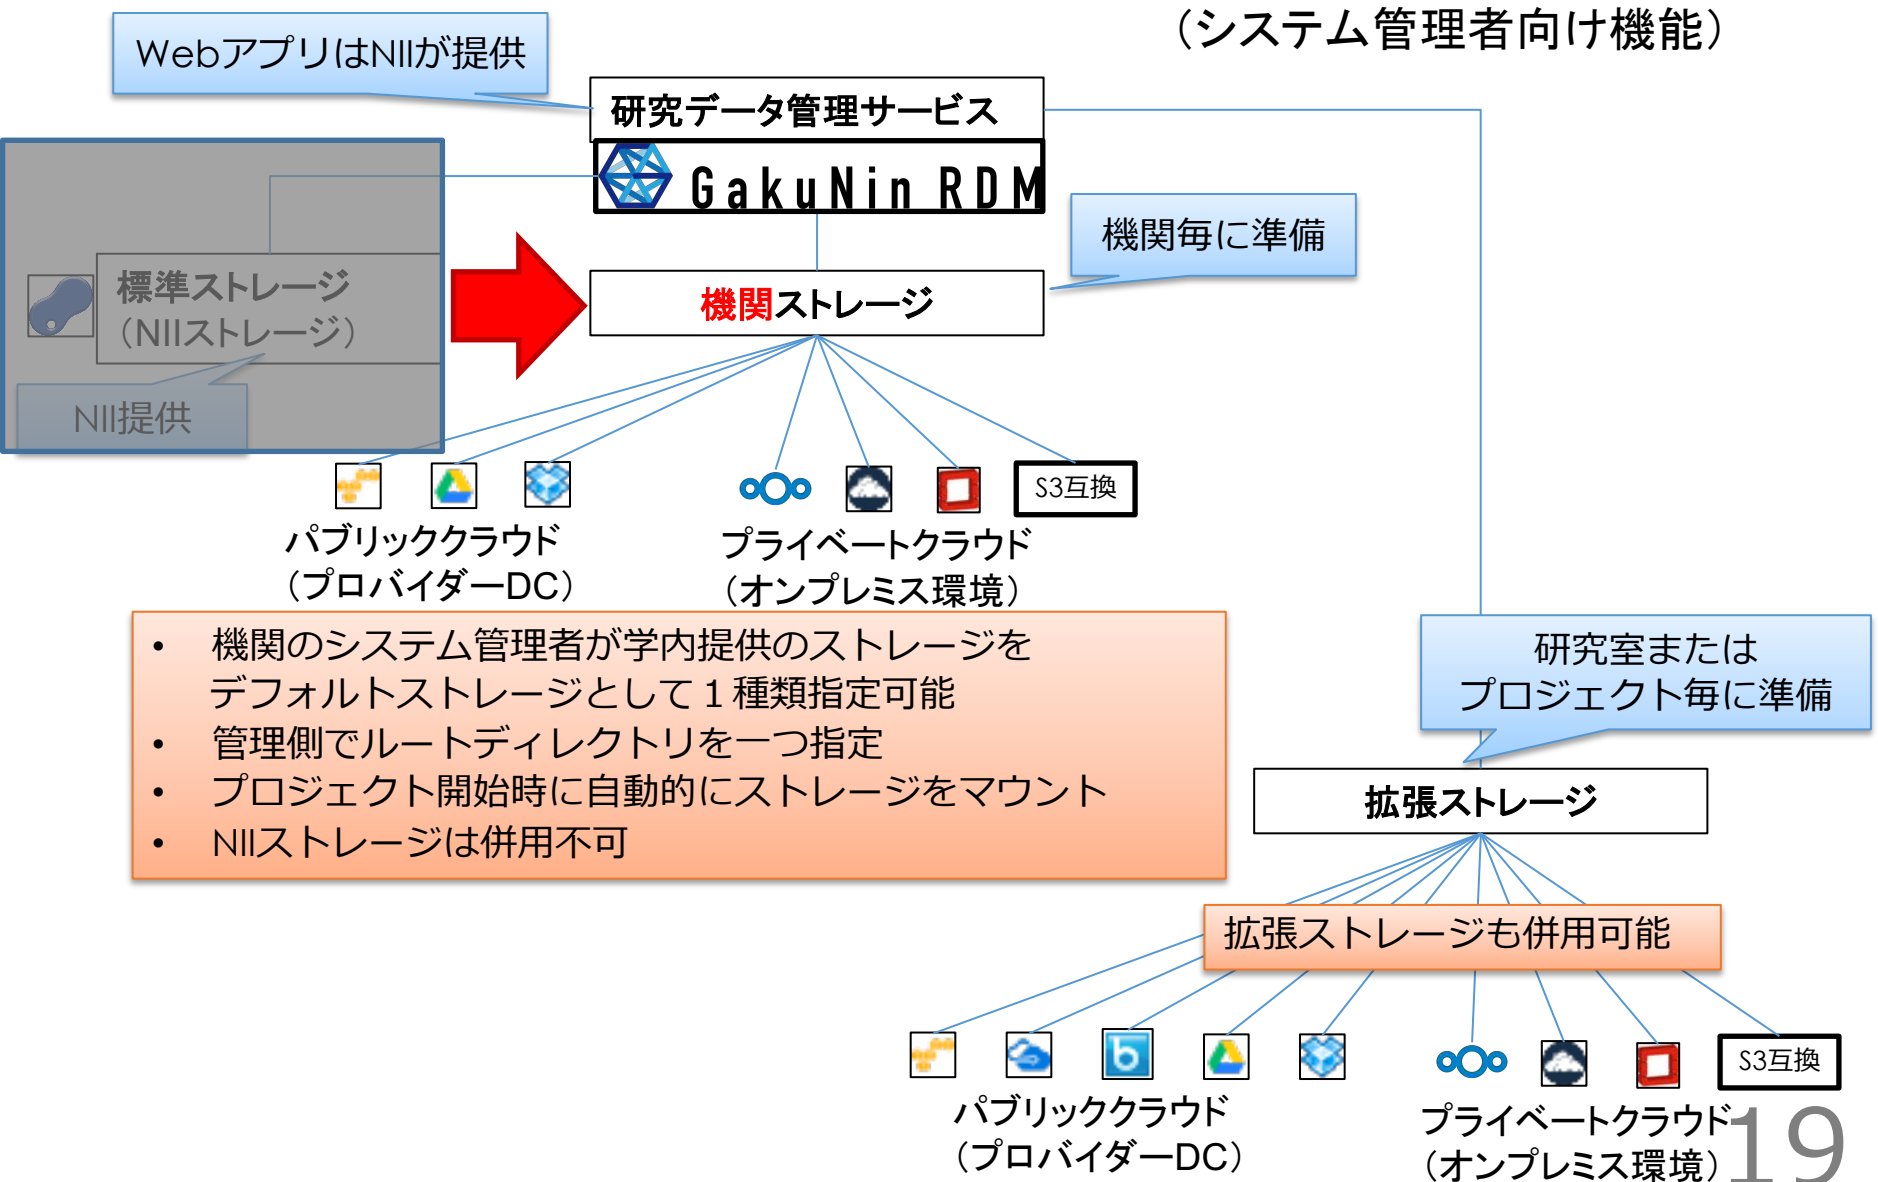 （システム管理者向け機能）
WebアプリはNIIが提供
研究データ管理サービス
GakuNin RDM
機関毎に準備
標準ストレージ
（NIIストレージ）
機関ストレージ
NII提供
S3互換
パブリッククラウド
（プロバイダーDC）
プライベートクラウド
（オンプレミス環境）
• 機関のシステム管理者が学内提供のストレージを
デフォルトストレージとして１種類指定可能
• 管理側でルートディレクトリを一つ指定
• プロジェクト開始時に自動的にストレージをマウント
• NIIストレージは併用不可
研究室または
プロジェクト毎に準備
拡張ストレージ
拡張ストレージも併用可能
b
S3互換
パブリッククラウド
（プロバイダーDC）
プライベートクラウド
（オンプレミス環境）
19